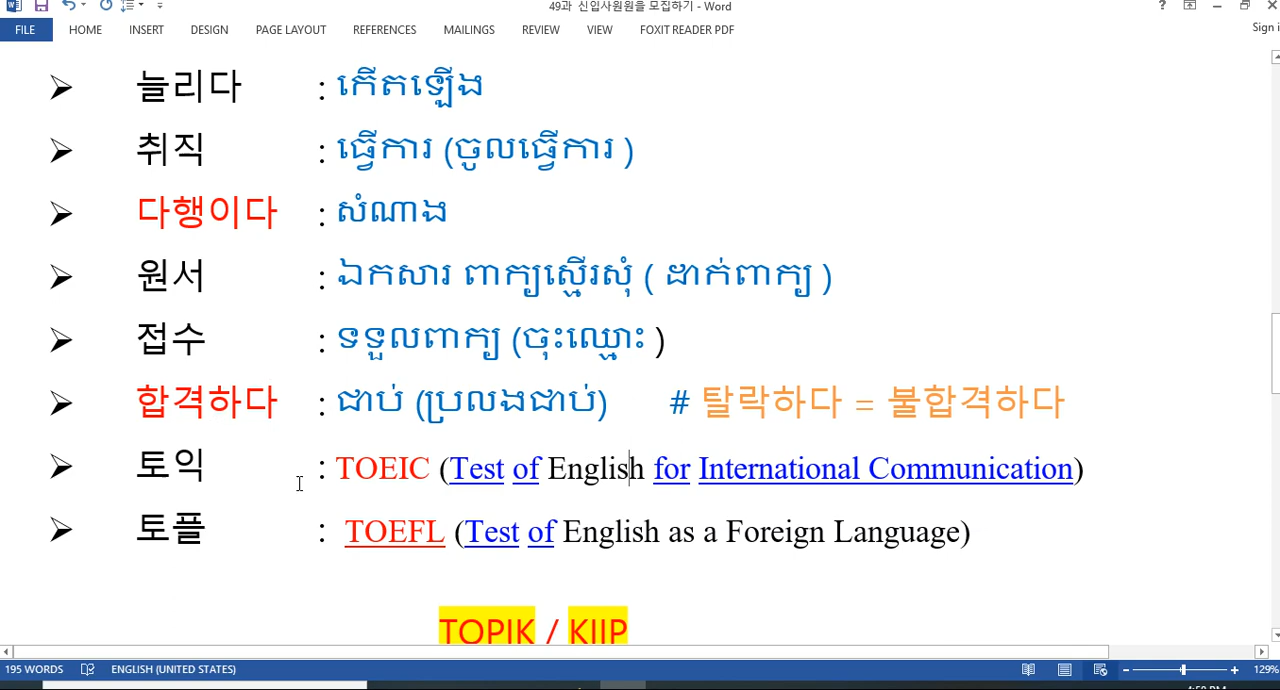 49과 신입사원원을 모집하기 - Word
FILE HOME INSERT DESIGN PAGE LAYOUT REFERENCES MAILINGS REVIEW VIEW FOXIT READER PDF Sign i
➢ 늘리다 : កើតឡើង
➢ 취직 : ធ្វើការ (ចូលធ្វើការ )
➢ 다행이다 : សំណាង
➢ 원서 : ឯកសារ ពាក្យស្មើរសុំ ( ដាក់ពាក្យ )
➢ 접수 : ទទួលពាក្យ (ចុះឈ្មោះ )
➢ 합격하다 : ជាប់ (ប្រលងជាប់) # 탈락하다 = 불합격하다
➢ 토익 : TOEIC (Test of English for International Communication)
➢ 토플 : TOEFL (Test of English as a Foreign Language)
TOPIK / KIIP
195 WORDS ENGLISH (UNITED STATES) 129%